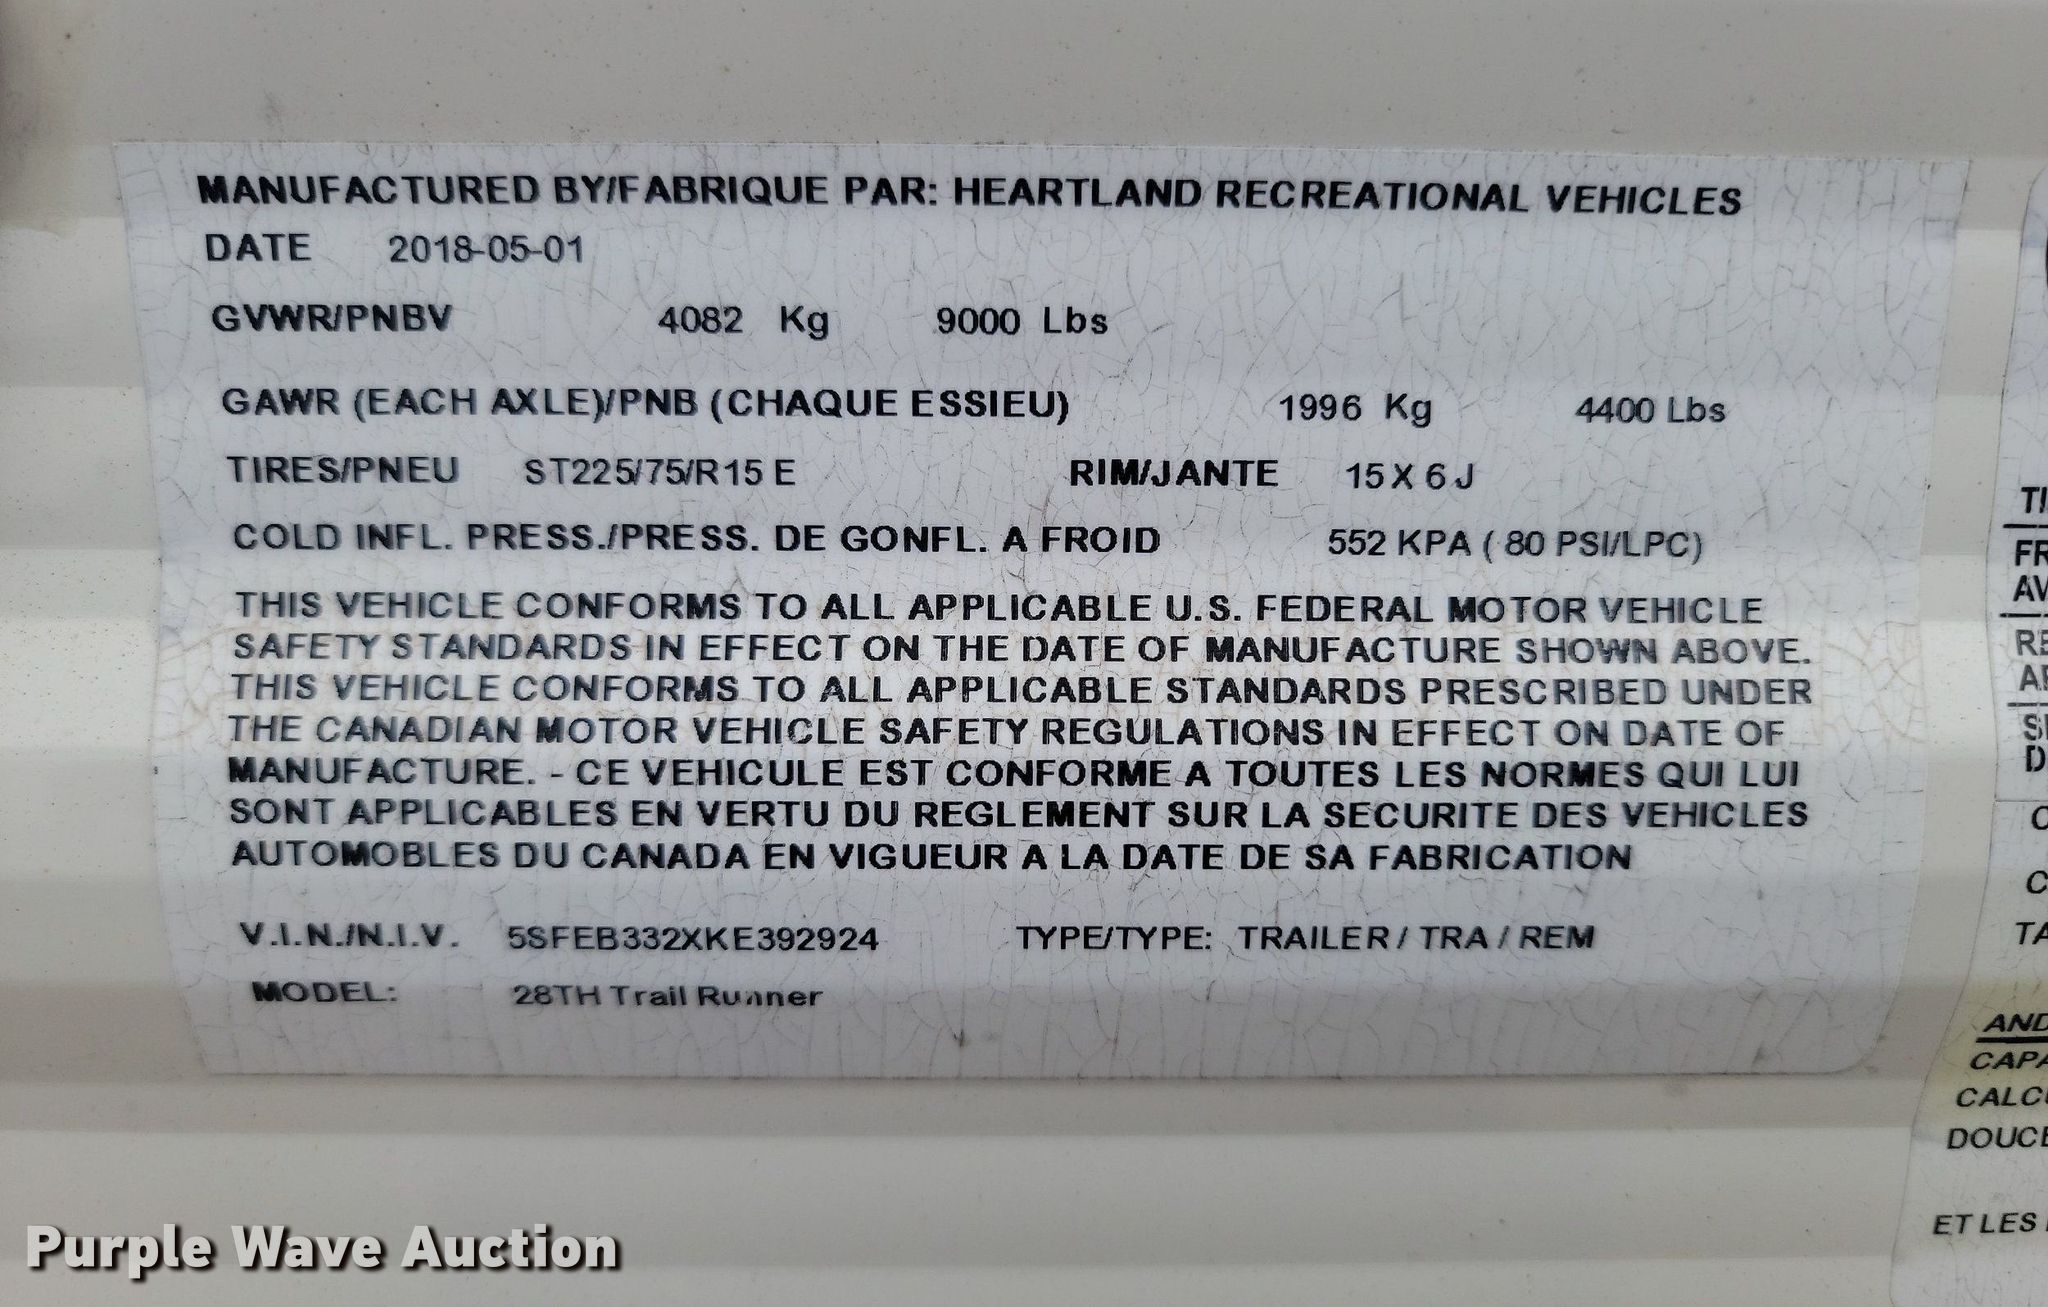 MANUFACTURED BY/FABRIQUE PAR: HEARTLAND RECREATIONAL VEHICLES
DATE 2018-05-01
GVWR/PNBV 4082 Kg 9000 Lbs
GAWR (EACH AXLE)/PNB (CHAQUE ESSIEU) 1996 Kg 4400 Lbs
TIRES/PNEU ST225/75/R15 E RIM/JANTE 15 X 6 J
COLD INFL. PRESS./PRESS. DE GONFL. A FROID 552 KPA ( 80 PSI/LPC)
THIS VEHICLE CONFORMS TO ALL APPLICABLE U.S. FEDERAL MOTOR VEHICLE
SAFETY STANDARDS IN EFFECT ON THE DATE OF MANUFACTURE SHOWN ABOVE.
THIS VEHICLE CONFORMS TO ALL APPLICABLE STANDARDS PRESCRIBED UNDER
THE CANADIAN MOTOR VEHICLE SAFETY REGULATIONS IN EFFECT ON DATE OF
MANUFACTURE. - CE VEHICULE EST CONFORME A TOUTES LES NORMES QUI LUI
SONT APPLICABLES EN VERTU DU REGLEMENT SUR LA SECURITE DES VEHICLES
AUTOMOBLES DU CANADA EN VIGUEUR A LA DATE DE SA FABRICATION
V.I.N./N.I.V. 5SFEB332XKE392924 TYPE/TYPE: TRAILER / TRA / REM
MODEL: 28TH Trail Runner
AND
ET LES
Purple Wave Auction